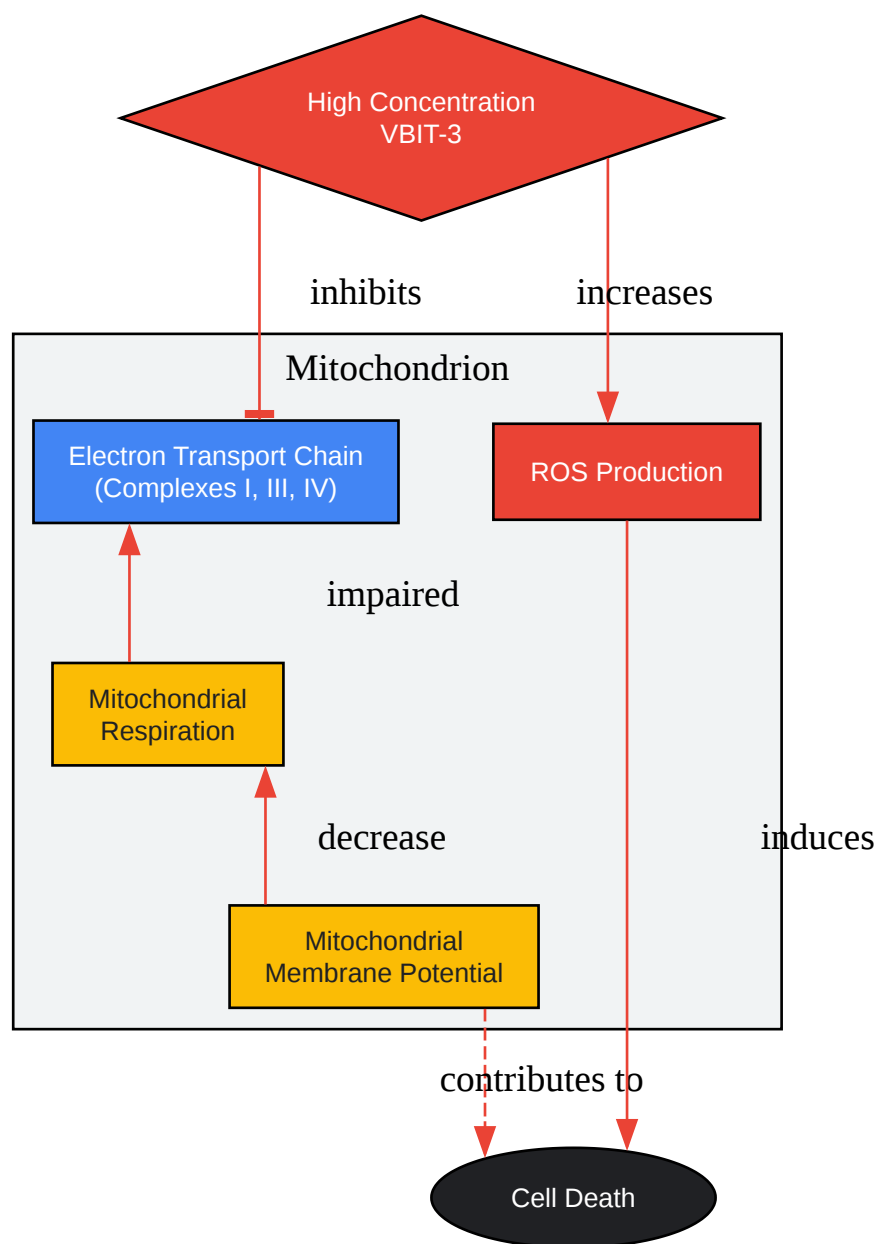 High Concentration
VBIT-3
inhibits
increases
Mitochondrion
Electron Transport Chain
(Complexes I, III, IV)
ROS Production
impaired
Mitochondrial
Respiration
decrease
induces
Mitochondrial
Membrane Potential
contributes to
Cell Death